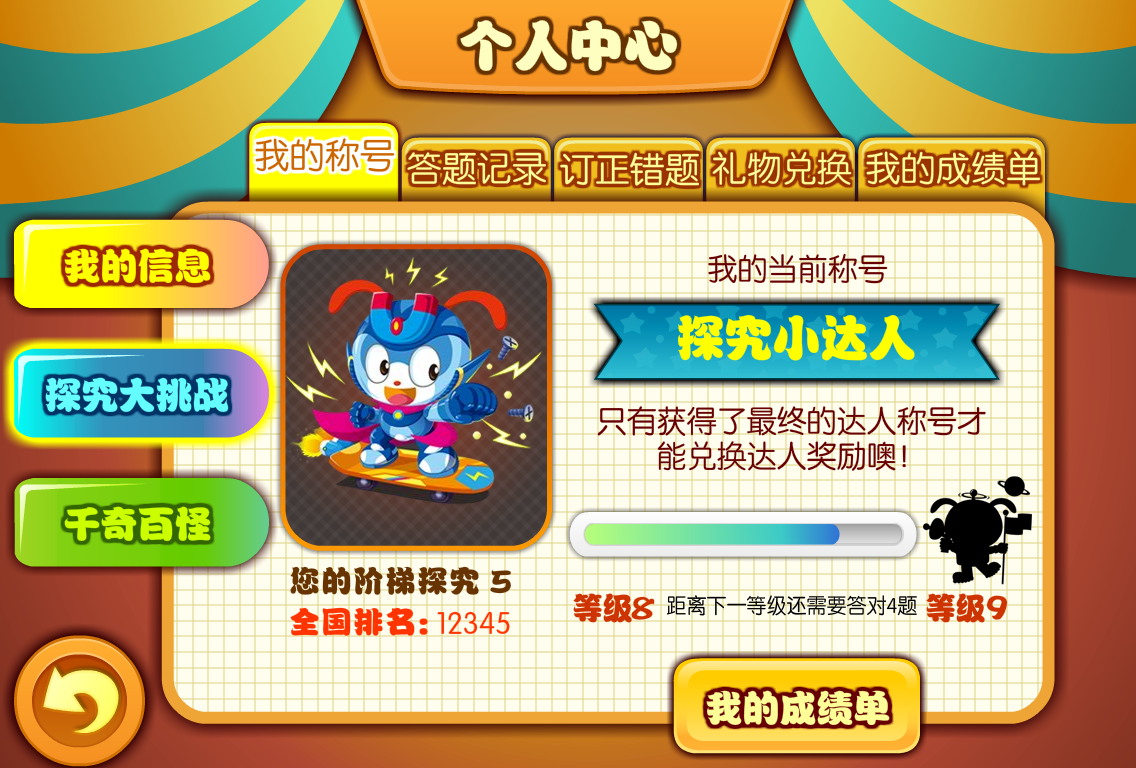 个人中心
我的称号
答题记录
订正错题
礼物兑换
我的成绩单
我的信息
探究大挑战
千奇百怪
我的当前称号
探究小达人
只有获得了最终的达人称号才
能兑换达人奖励噢!
您的阶梯探究 5
全国排名:12345
等级8 距离下一等级还需要答对4题 等级9
我的成绩单